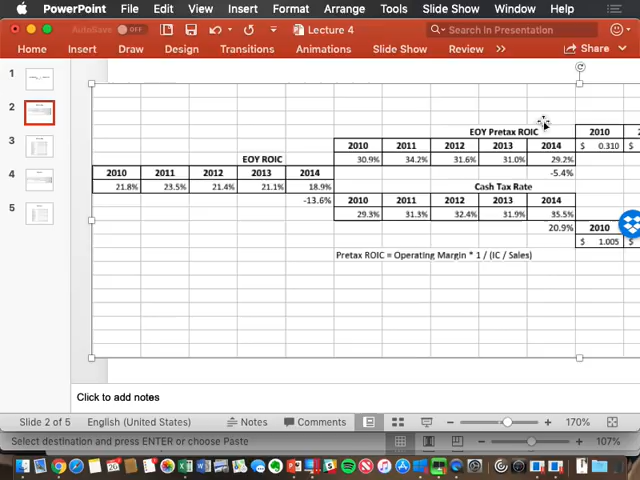 PowerPoint File Edit View Insert Format Arrange Tools Slide Show Window Help
AutoSave OFF Lecture 4 Search in Presentation
Home Insert Draw Design Transitions Animations Slide Show Review Share
1
2
3
4
5
EOY Pretax ROIC 2010
2010 2011 2012 2013 2014 $ 0.310 $
EOY ROIC 30.9% 34.2% 31.6% 31.0% 29.2%
2010 2011 2012 2013 2014 -5.4%
21.8% 23.5% 21.4% 21.1% 18.9% Cash Tax Rate
-13.6% 2010 2011 2012 2013 2014
29.3% 31.3% 32.4% 31.9% 35.5%
20.9% 2010
$ 1.005 $
Pretax ROIC = Operating Margin * 1 / (IC / Sales)
Click to add notes
Slide 2 of 5 English (United States) Notes Comments 170%
Select destination and press ENTER or choose Paste 107%